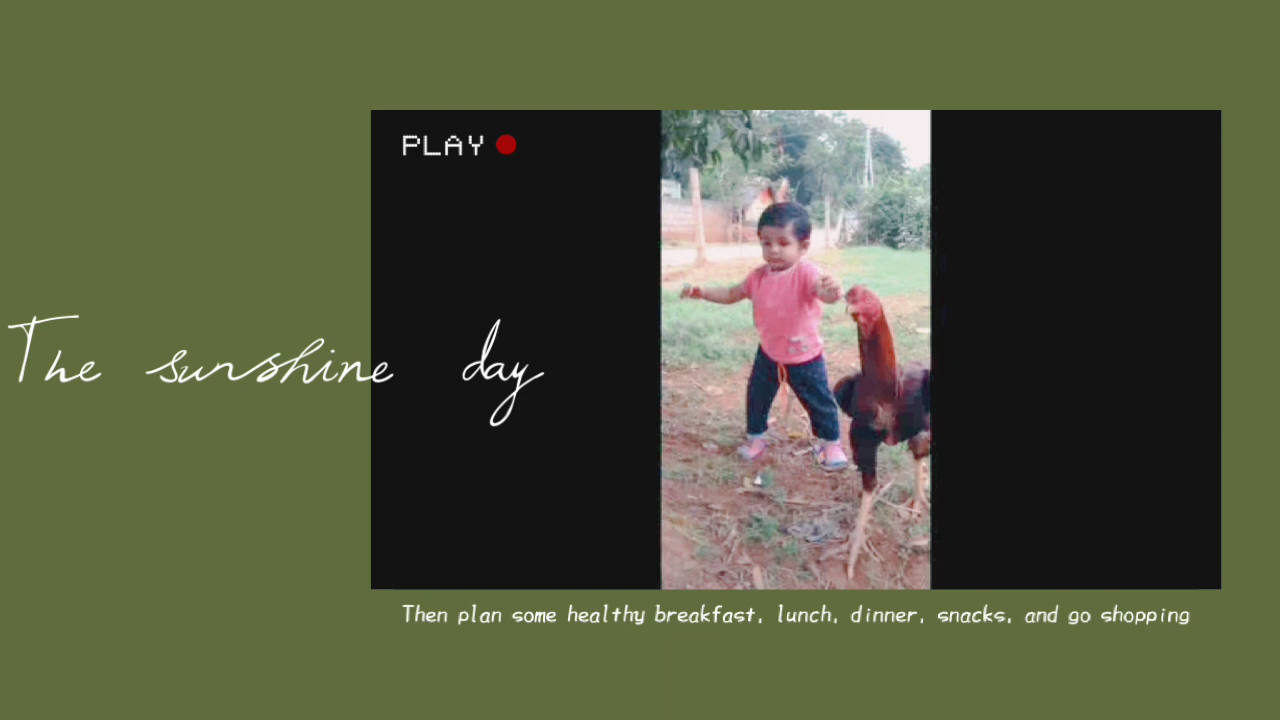 PLAY
The sunshine day
Then plan some healthy breakfast, lunch, dinner, snacks, and go shopping